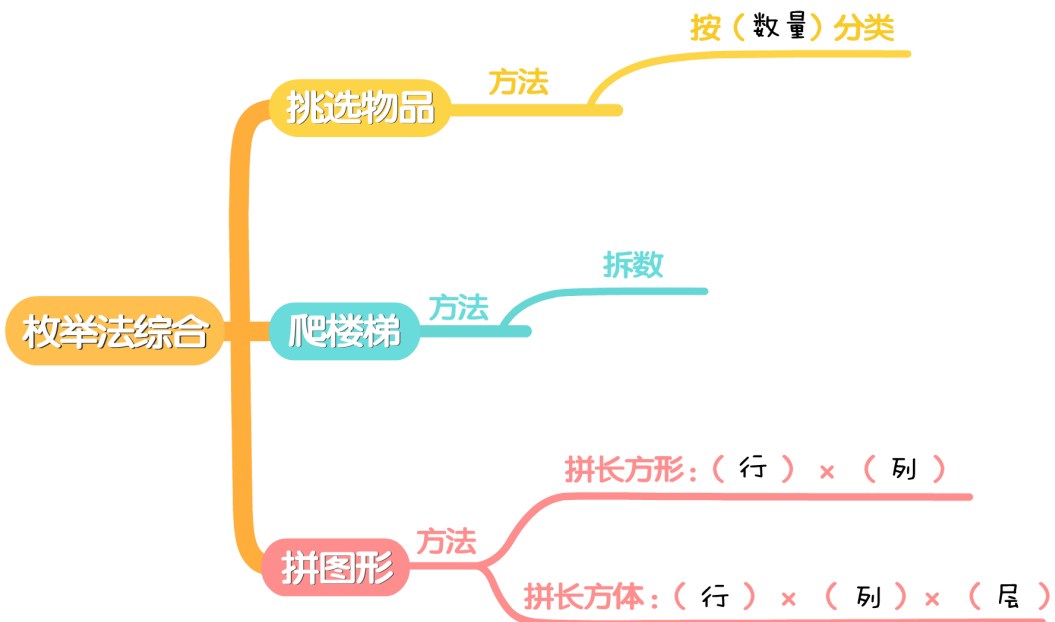 按（数量）分类
方法
挑选物品
拆数
方法
爬楼梯
枚举法综合
拼长方形：（行）×（列）
方法
拼图形
拼长方体：（行）×（列）×（层）